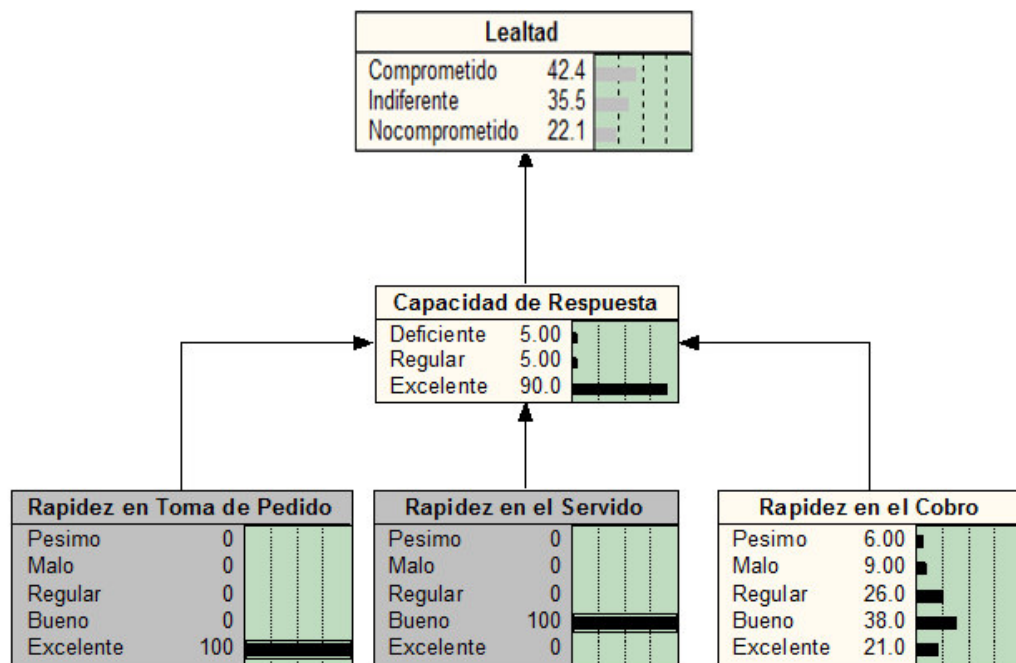 Lealtad
Comprometido 42.4
Indiferente 35.5
Nocomprometido 22.1
Capacidad de Respuesta
Deficiente 5.00
Regular 5.00
Excelente 90.0
Rapidez en Toma de Pedido
Pesimo 0
Malo 0
Regular 0
Bueno 0
Excelente 100
Rapidez en el Servido
Pesimo 0
Malo 0
Regular 0
Bueno 100
Excelente 0
Rapidez en el Cobro
Pesimo 6.00
Malo 9.00
Regular 26.0
Bueno 38.0
Excelente 21.0